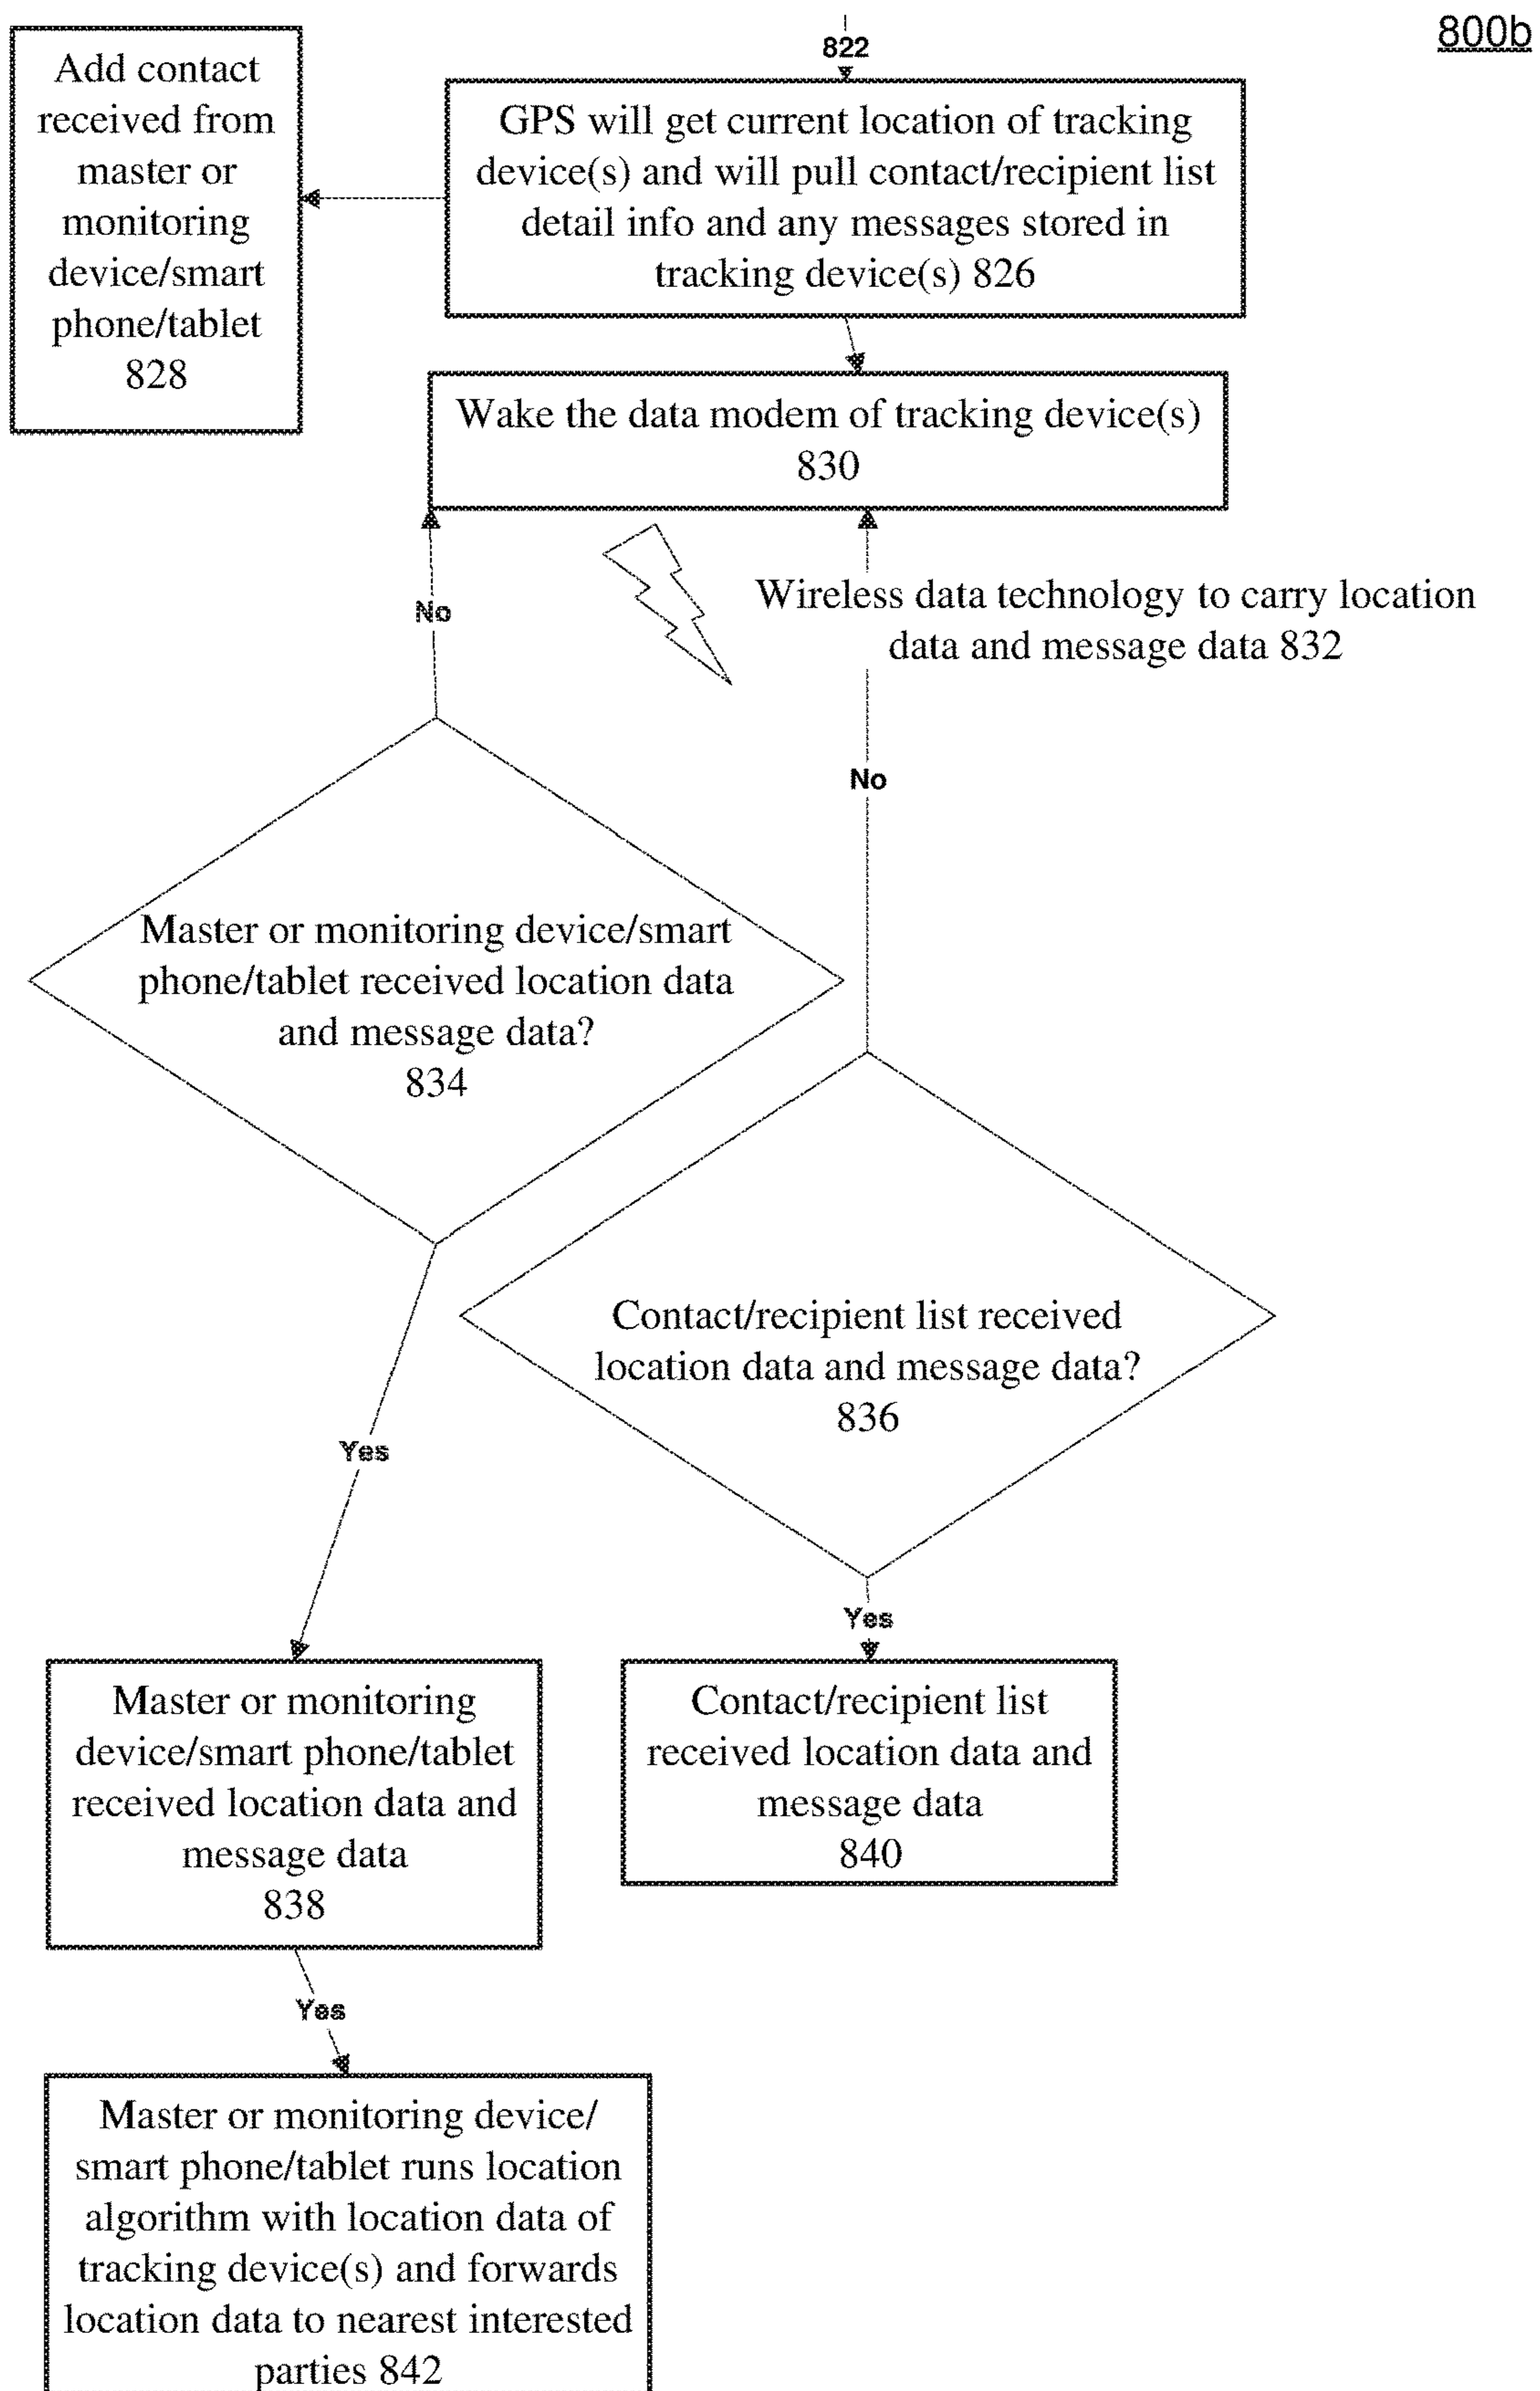 800b
822
Add contact
received from
master or
monitoring
device/smart
phone/tablet
828
GPS will get current location of tracking
device(s) and will pull contact/recipient list
detail info and any messages stored in
tracking device(s) 826
Wake the data modem of tracking device(s)
830
No
Wireless data technology to carry location
data and message data 832
No
Master or monitoring device/smart
phone/tablet received location data
and message data?
834
Contact/recipient list received
location data and message data?
836
Yes
Yes
Master or monitoring
device/smart phone/tablet
received location data and
message data
838
Contact/recipient list
received location data and
message data
840
Yes
Master or monitoring device/
smart phone/tablet runs location
algorithm with location data of
tracking device(s) and forwards
location data to nearest interested
parties 842